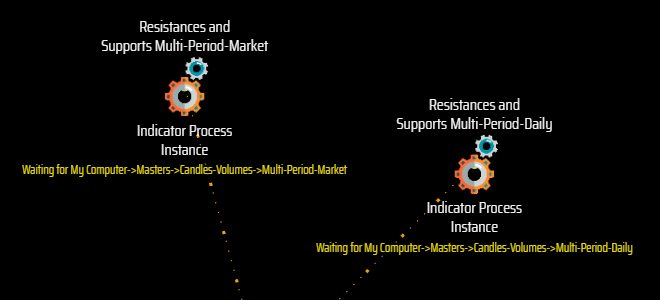 Resistances and
Supports Multi-Period-Market
Indicator Process
Instance
Waiting for My Computer->Masters->Candles-Volumes->Multi-Period-Market
Resistances and
Supports Multi-Period-Daily
Indicator Process
Instance
Waiting for My Computer->Masters->Candles-Volumes->Multi-Period-Daily